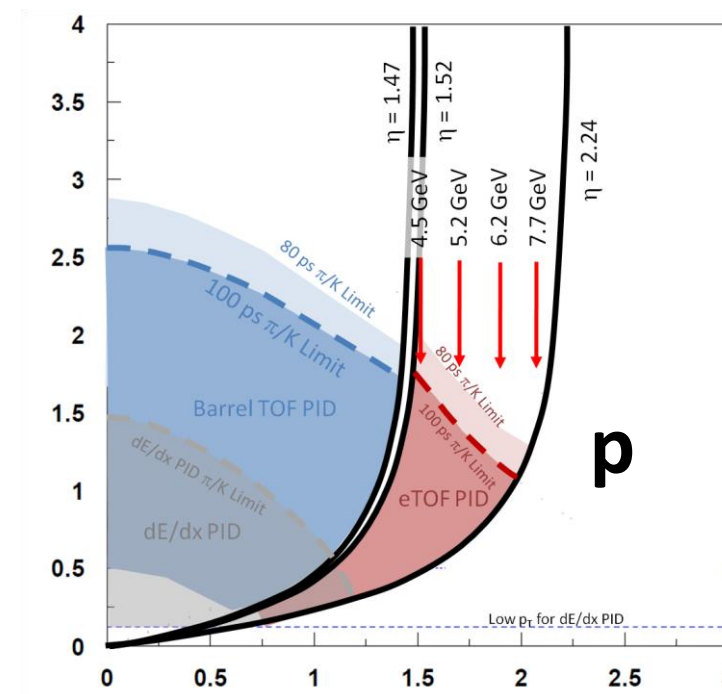 4
3.5
3
2.5
2
1.5
1
0.5
0
η = 1.47
η = 1.52
η = 2.24
4.5 GeV
5.2 GeV
6.2 GeV
7.7 GeV
80 ps π/K Limit
100 ps π/K Limit
Barrel TOF PID
dE/dx PID π/K Limit
dE/dx PID
80 ps π/K Limit
100 ps π/K Limit
eTOF PID
p
Low pT for dE/dx PID
0
0.5
1
1.5
2
2.5